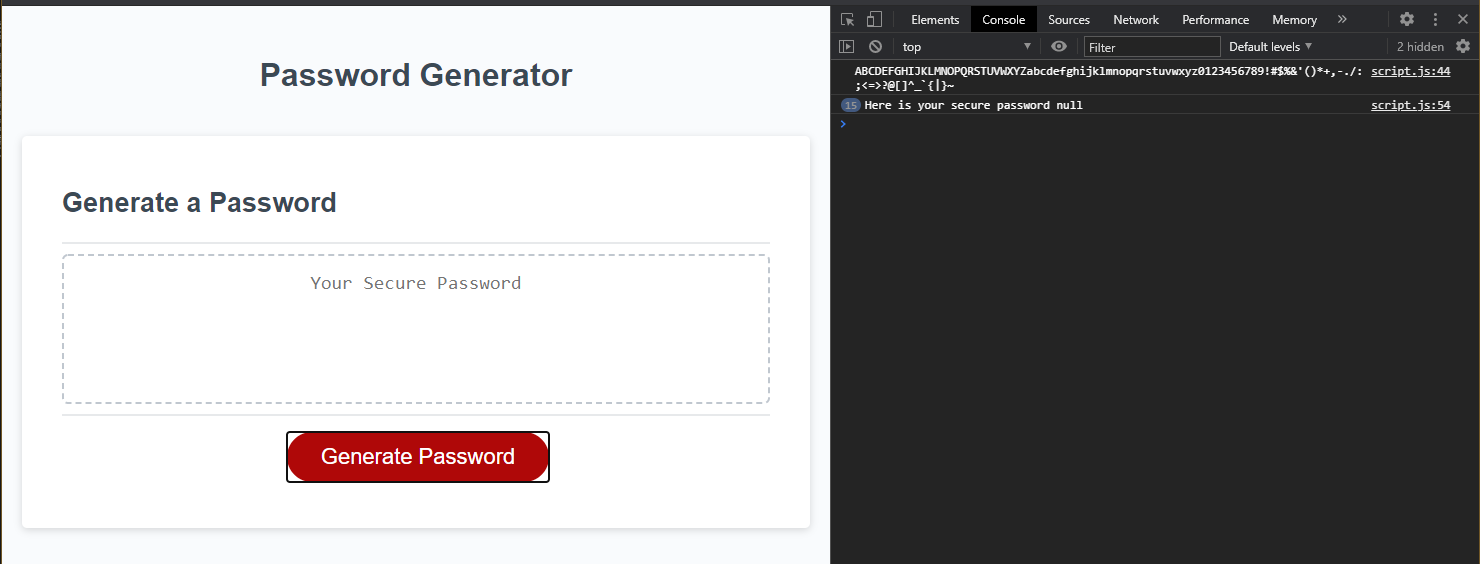 Password Generator
Generate a Password
Your Secure Password
Generate Password
Elements Console Sources Network Performance Memory »
top ▼ Filter Default levels ▼ 2 hidden
ABCDEFGHIJKLMNOPQRSTUVWXYZabcdefghijklmnopqrstuvwxyz0123456789!#$%&'()*+,-./: script.js:44
;<=>?@[]^_`{|}~
15 Here is your secure password null script.js:54
>